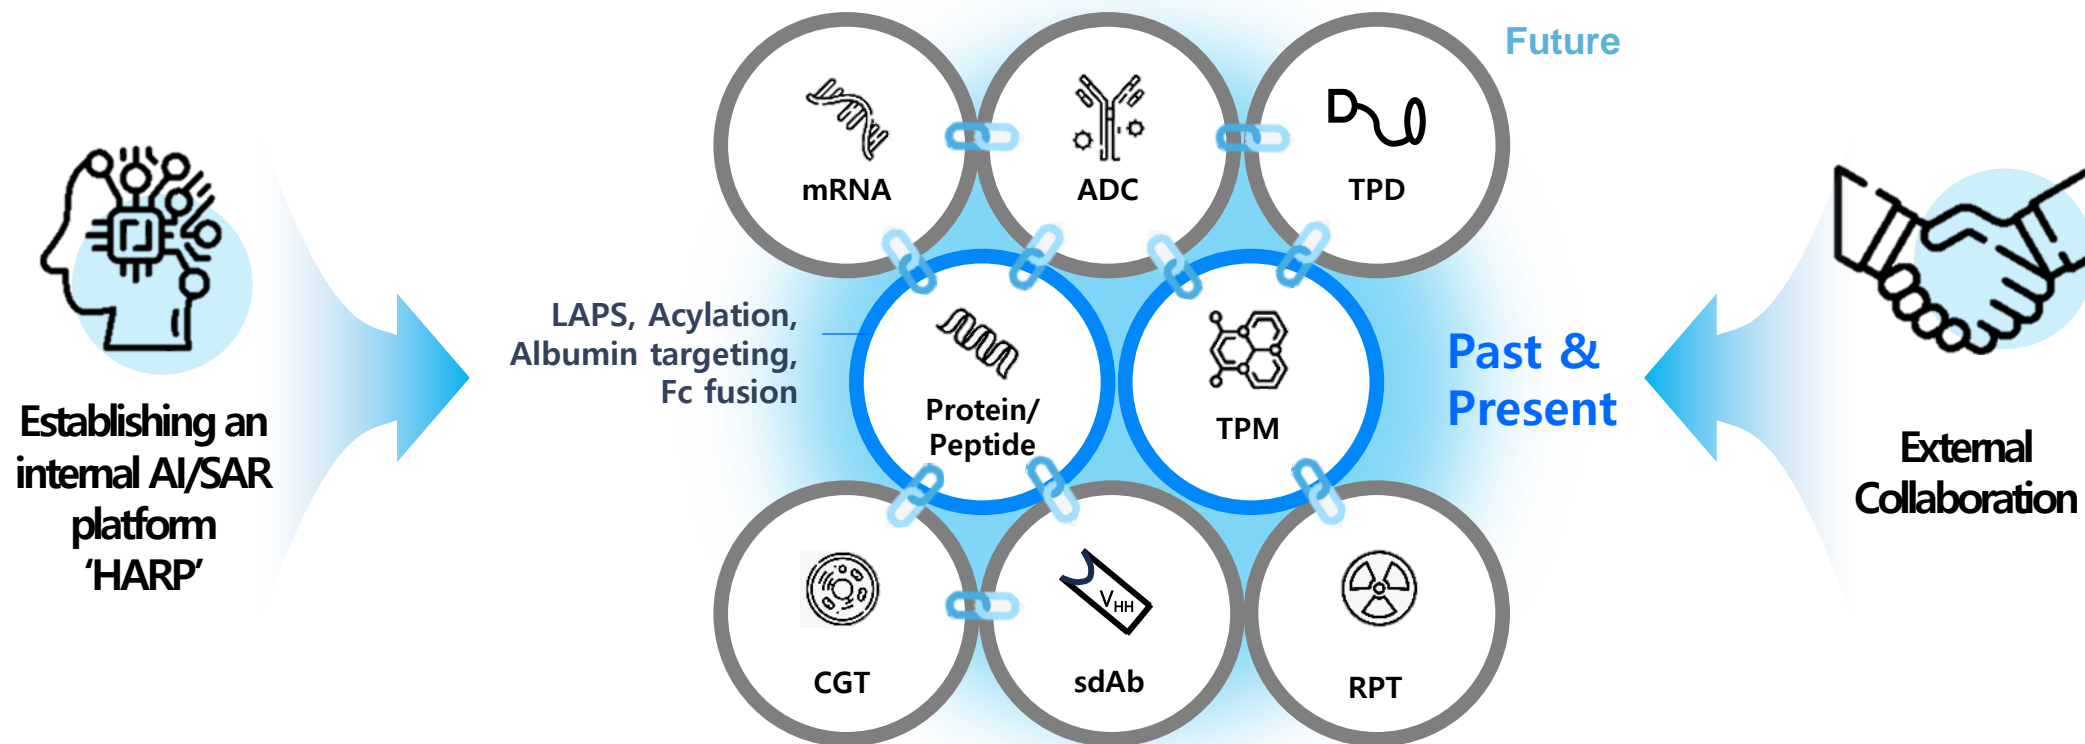 Future
mRNA
ADC
TPD
Establishing an
internal AI/SAR
platform
‘HARP’
LAPS, Acylation,
Albumin targeting,
Fc fusion
Protein/
Peptide
TPM
Past &
Present
External
Collaboration
CGT
VHH
sdAb
RPT